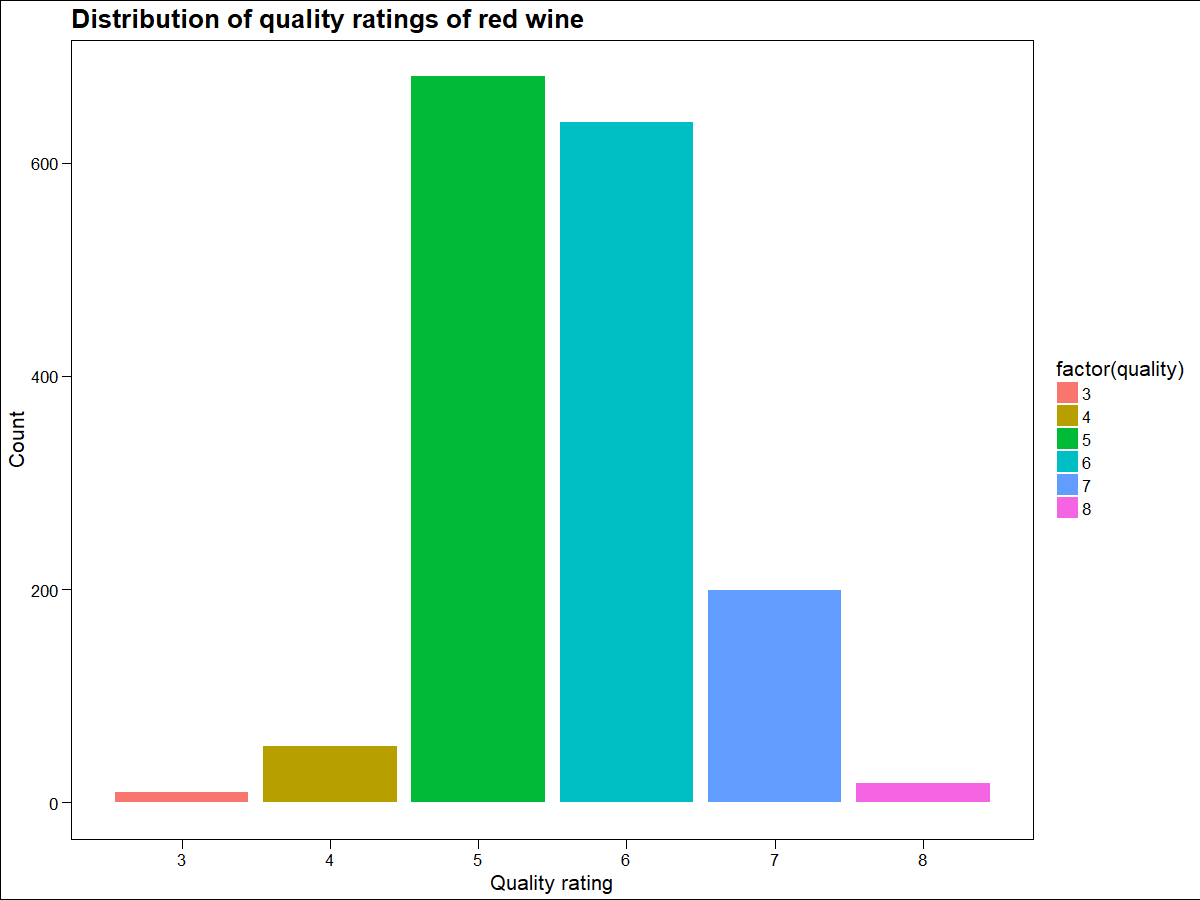 Distribution of quality ratings of red wine
Count
600
400
200
0
3 4 5 6 7 8
Quality rating
factor(quality)
3
4
5
6
7
8